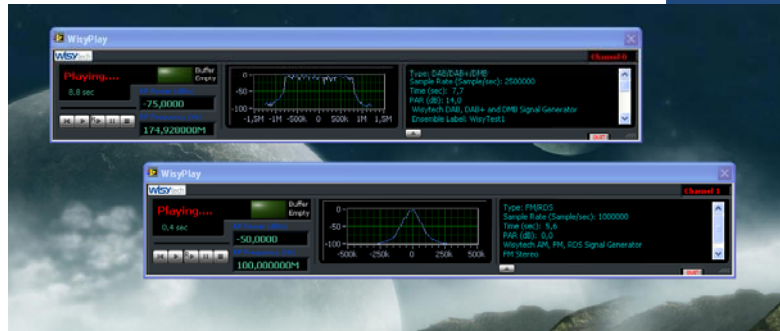 WisyPlay
Wisytech
Channel 0
Playing....
8,8 sec
Buffer
Empty
-75,0000
174,928000M
0
-50
-100
-1,5M -1M -500k 0 500k 1M 1,5M
Type: DAB/DAB+/DMB
Sample Rate (Sample/sec): 2500000
Time (sec): 7,7
PAR (dB): 14,0
Wisytech DAB, DAB+ and DMB Signal Generator
Ensemble Label: WisyTest1
WisyPlay
Wisytech
Channel 1
Playing....
0,4 sec
Buffer
Empty
-50,0000
100,000000M
0
-50
-100
-500k -250k 0 250k 500k
Type: FM/RDS
Sample Rate (Sample/sec): 1000000
Time (sec): 5,6
PAR (dB): 0,0
Wisytech AM, FM, RDS Signal Generator
FM Stereo